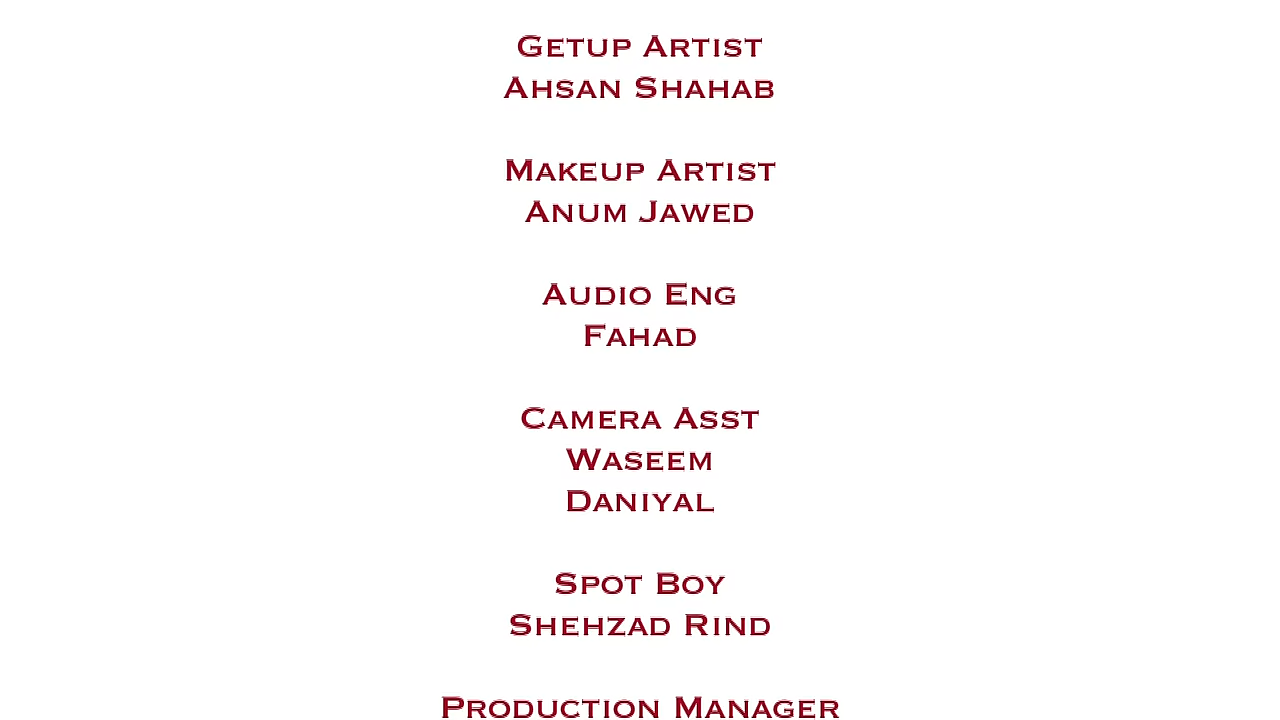 Getup Artist
Ahsan Shahab
Makeup Artist
Anum Jawed
Audio Eng
Fahad
Camera Asst
Waseem
Daniyal
Spot Boy
Shehzad Rind
Production Manager